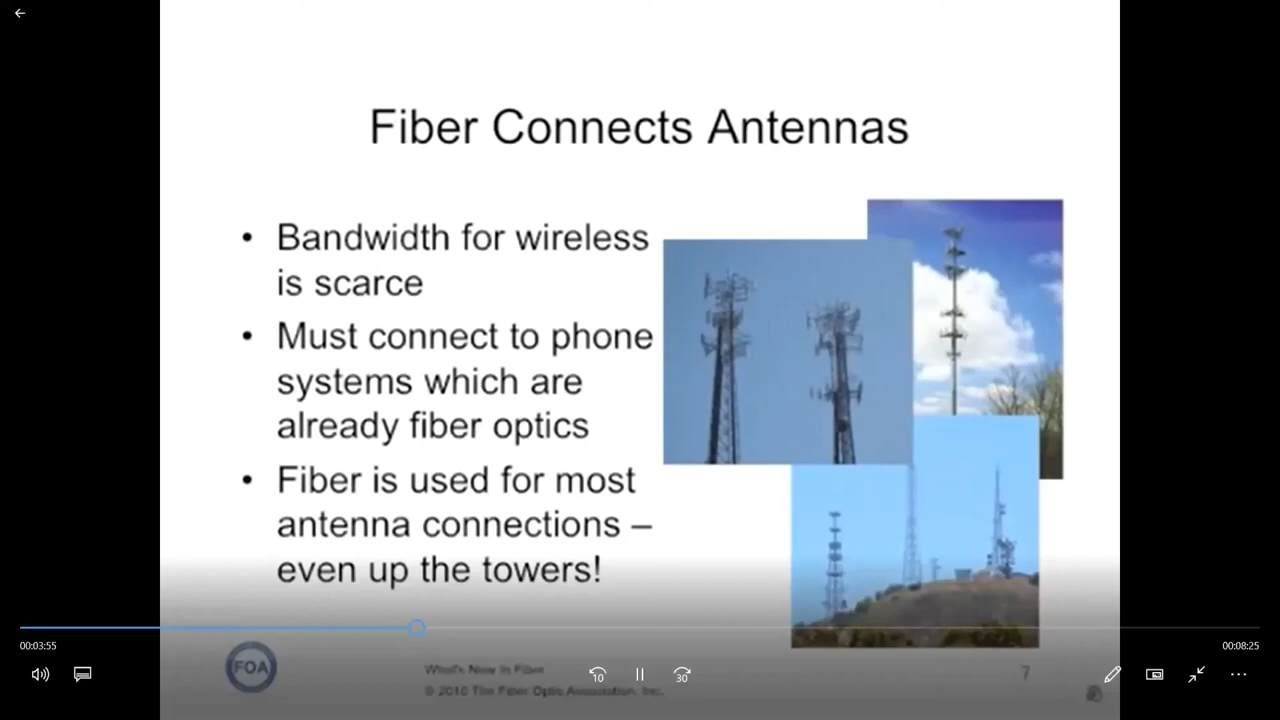 Fiber Connects Antennas
• Bandwidth for wireless
is scarce
• Must connect to phone
systems which are
already fiber optics
• Fiber is used for most
antenna connections –
even up the towers!
00:03:55
00:08:25
FOA
What's New In Fiber
7
© 2010 The Fiber Optic Association, Inc.
10
30